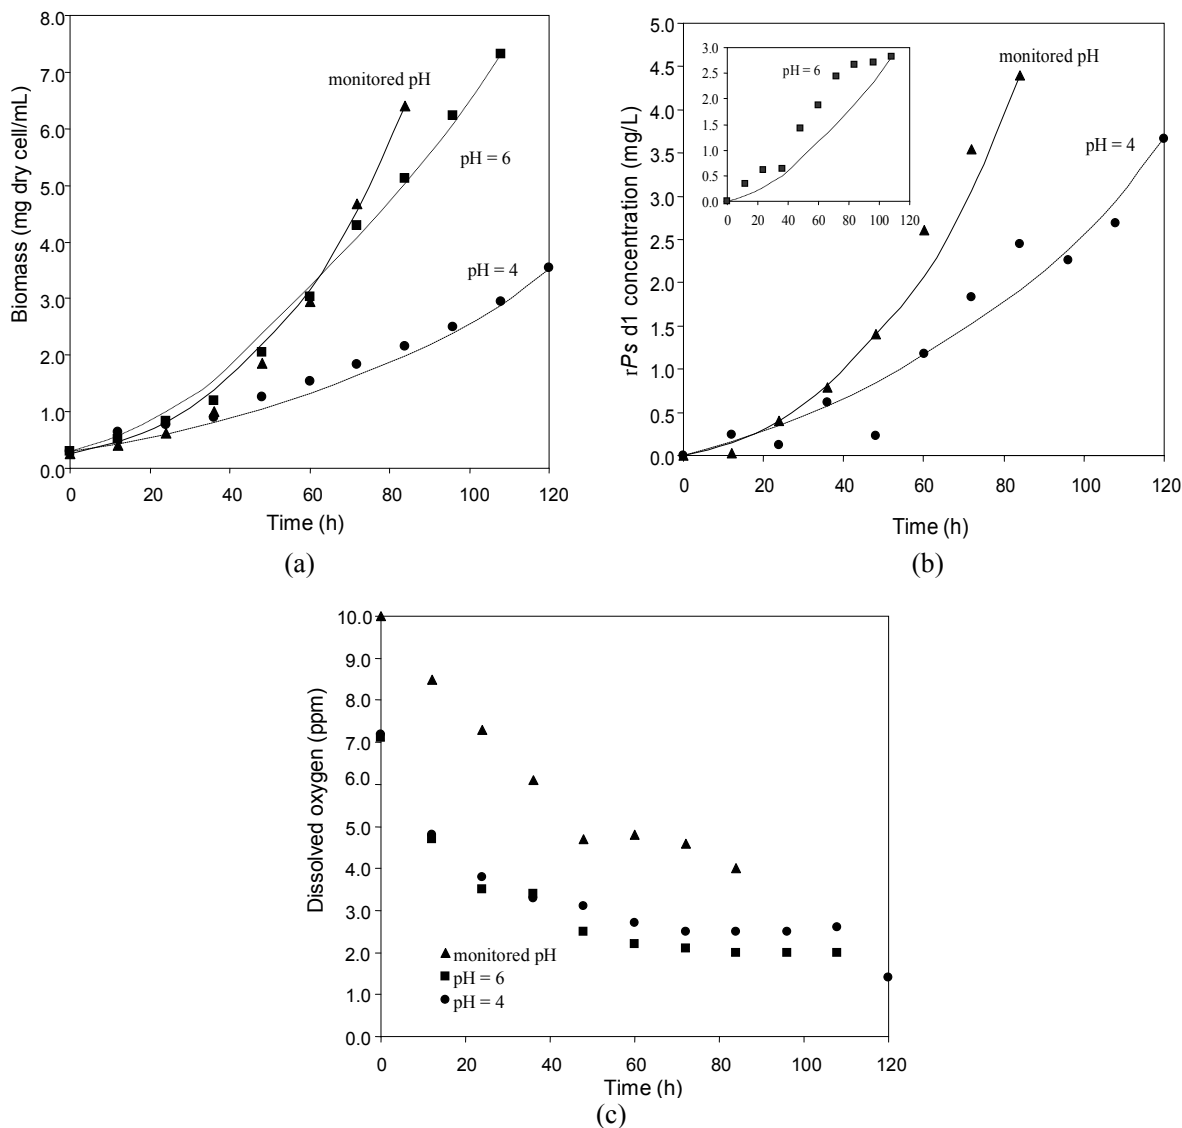 8.0
7.0
6.0
5.0
4.0
3.0
2.0
1.0
0.0
Biomass (mg dry cell/mL)
monitored pH
pH = 6
pH = 4
0 20 40 60 80 100 120
Time (h)
(a)
5.0
4.5
4.0
3.5
3.0
2.5
2.0
1.5
1.0
0.5
0.0
rPs d1 concentration (mg/L)
3.0
2.5
2.0
1.5
1.0
0.5
0.0
pH = 6
0 20 40 60 80 100 120
monitored pH
pH = 4
0 20 40 60 80 100 120
Time (h)
(b)
10.0
9.0
8.0
7.0
6.0
5.0
4.0
3.0
2.0
1.0
0.0
Dissolved oxygen (ppm)
monitored pH
pH = 6
pH = 4
0 20 40 60 80 100 120
Time (h)
(c)